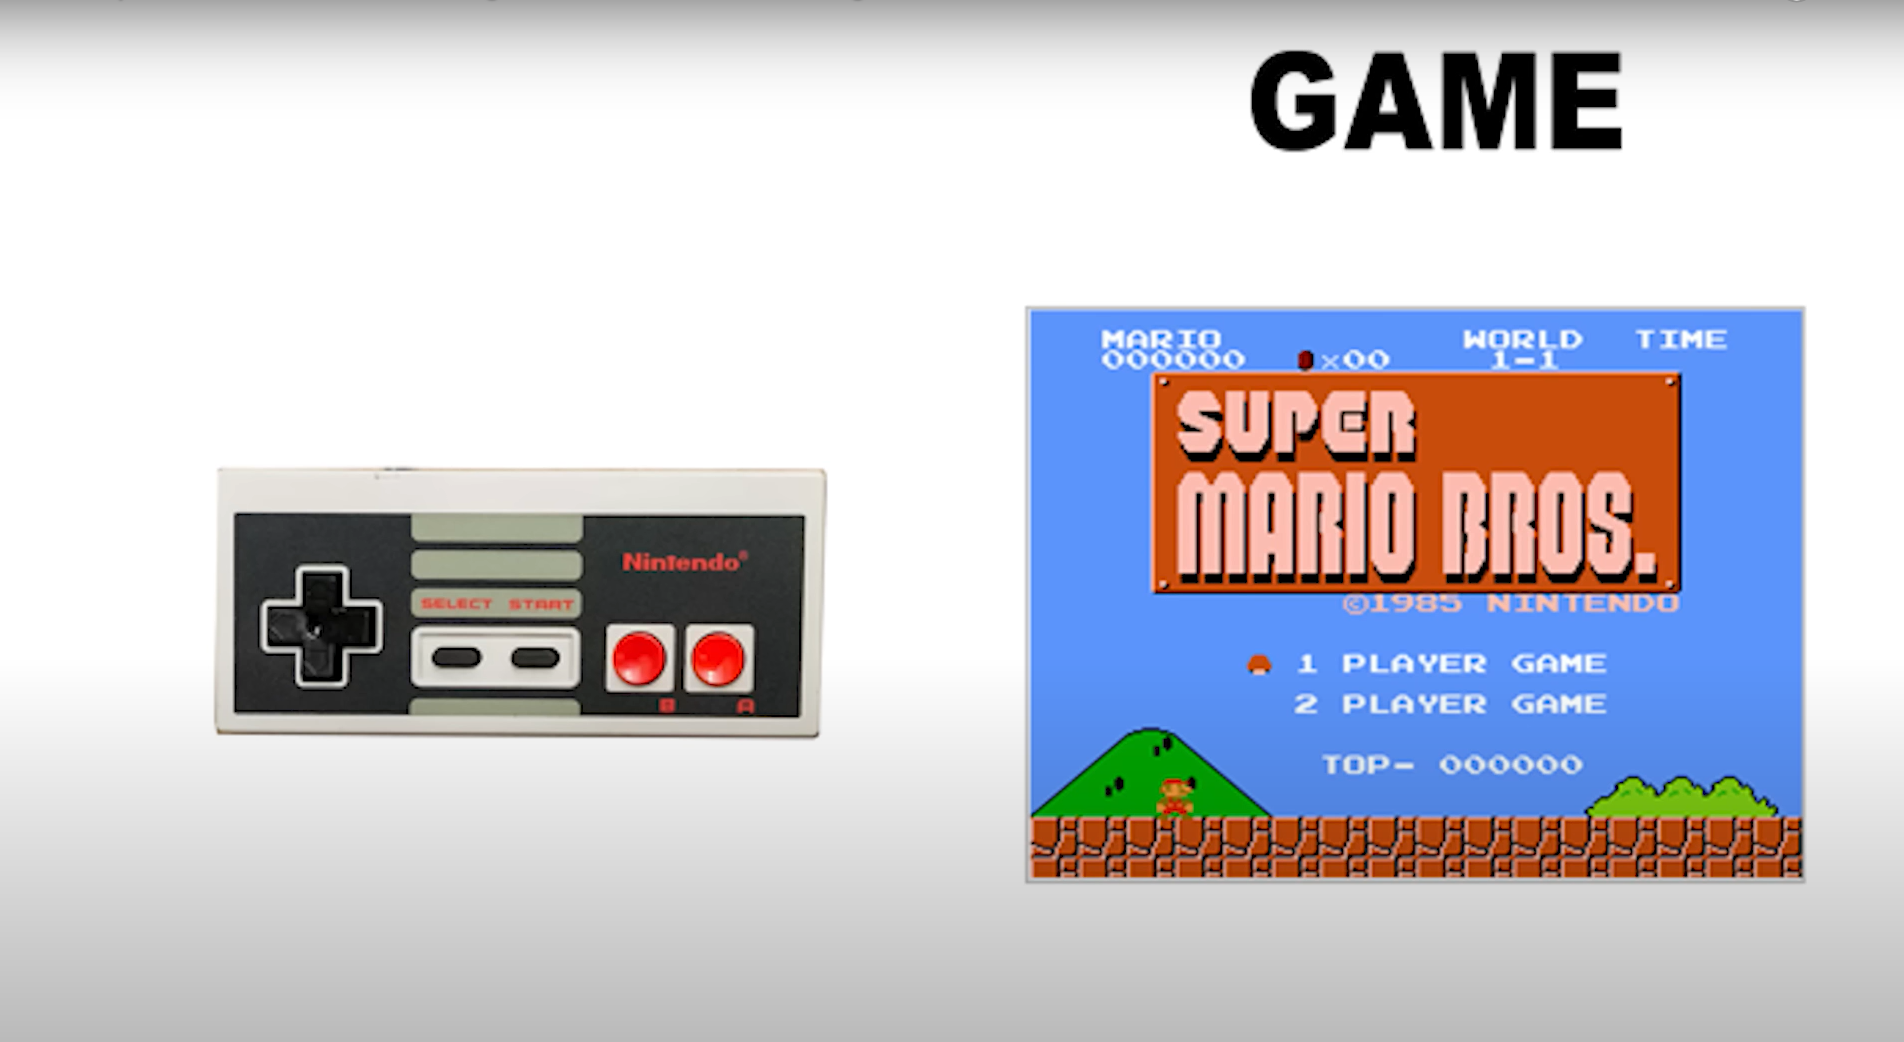 GAME
Nintendo®
SELECT START
B A
MARIO WORLD TIME
000000 x00 1-1
SUPER
MARIO BROS.
©1985 NINTENDO
1 PLAYER GAME
2 PLAYER GAME
TOP- 000000